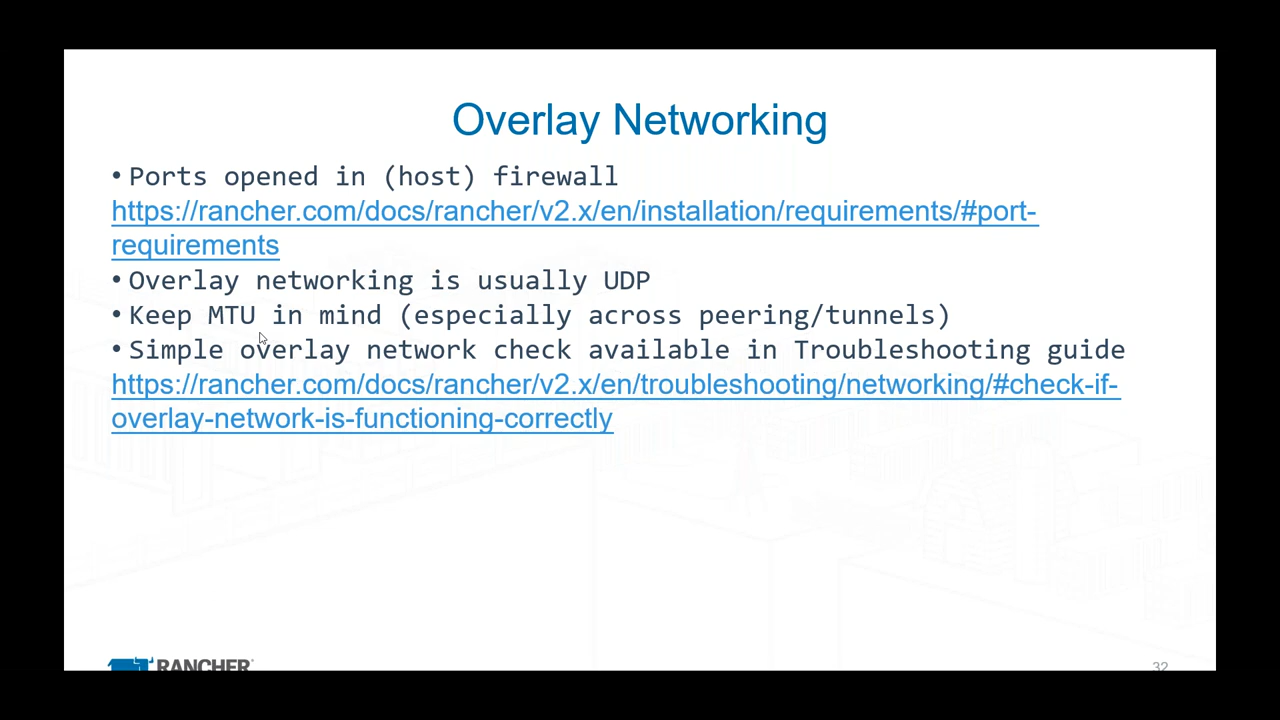 Overlay Networking
• Ports opened in (host) firewall
https://rancher.com/docs/rancher/v2.x/en/installation/requirements/#port-
requirements
• Overlay networking is usually UDP
• Keep MTU in mind (especially across peering/tunnels)
• Simple overlay network check available in Troubleshooting guide
https://rancher.com/docs/rancher/v2.x/en/troubleshooting/networking/#check-if-
overlay-network-is-functioning-correctly
RANCHER
32